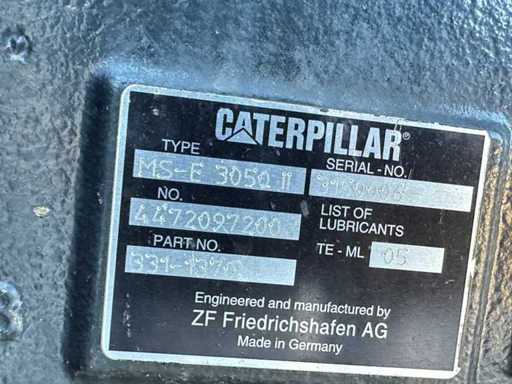 CATERPILLAR®
TYPE
MS-E 3050 II
SERIAL-NO.
NO.
4472097200
LIST OF
LUBRICANTS
PART NO.
TE - ML 05
Engineered and manufactured by
ZF Friedrichshafen AG
Made in Germany